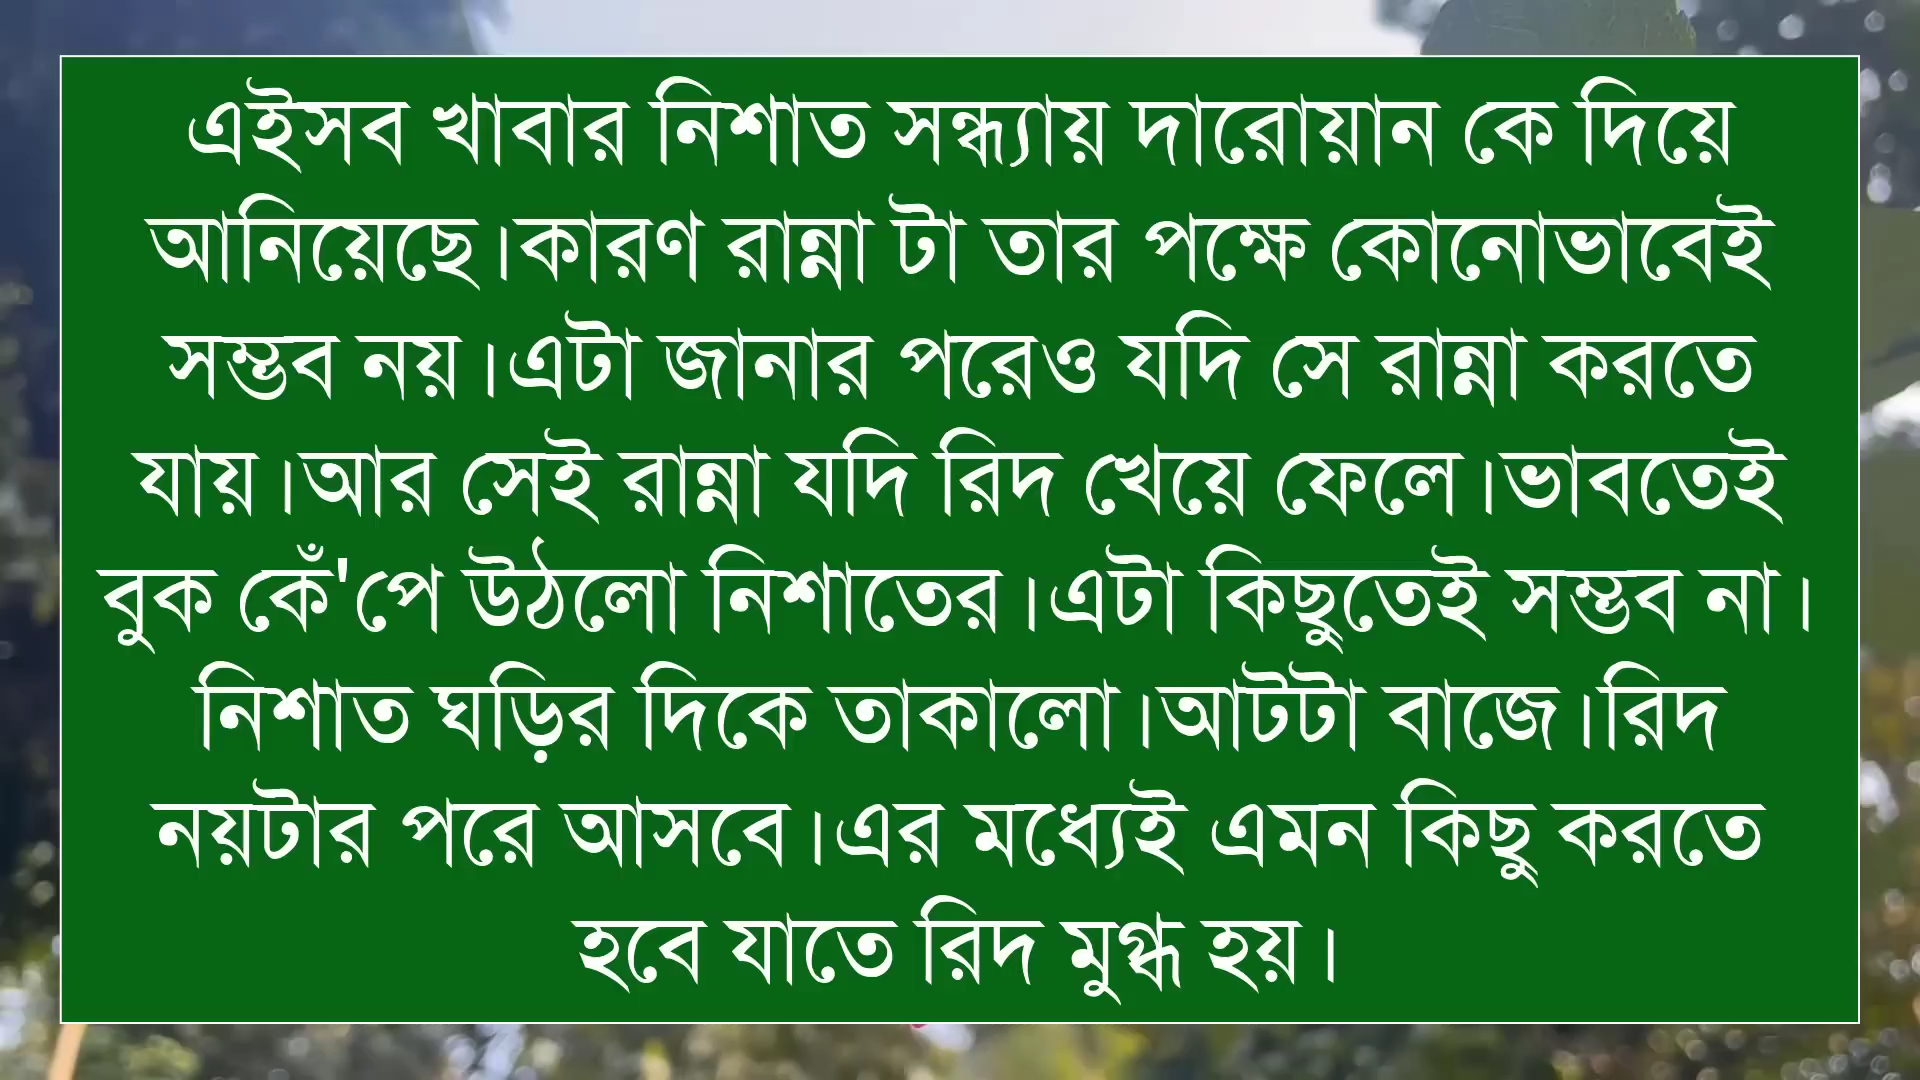 এইসব খাবার নিশাত সন্ধ্যায় দারোয়ান কে দিয়ে
আনিয়েছে।কারণ রান্না টা তার পক্ষে কোনোভাবেই
সম্ভব নয়।এটা জানার পরেও যদি সে রান্না করতে
যায়।আর সেই রান্না যদি রিদ খেয়ে ফেলে।ভাবতেই
বুক কেঁ'পে উঠলো নিশাতের।এটা কিছুতেই সম্ভব না।
নিশাত ঘড়ির দিকে তাকালো।আটটা বাজে।রিদ
নয়টার পরে আসবে।এর মধ্যেই এমন কিছু করতে
হবে যাতে রিদ মুগ্ধ হয়।